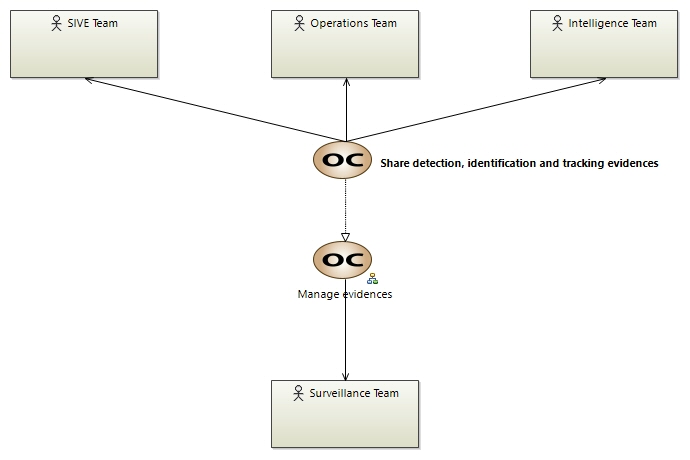 SIVE Team
Operations Team
Intelligence Team
OC
Share detection, identification and tracking evidences
OC
Manage evidences
Surveillance Team